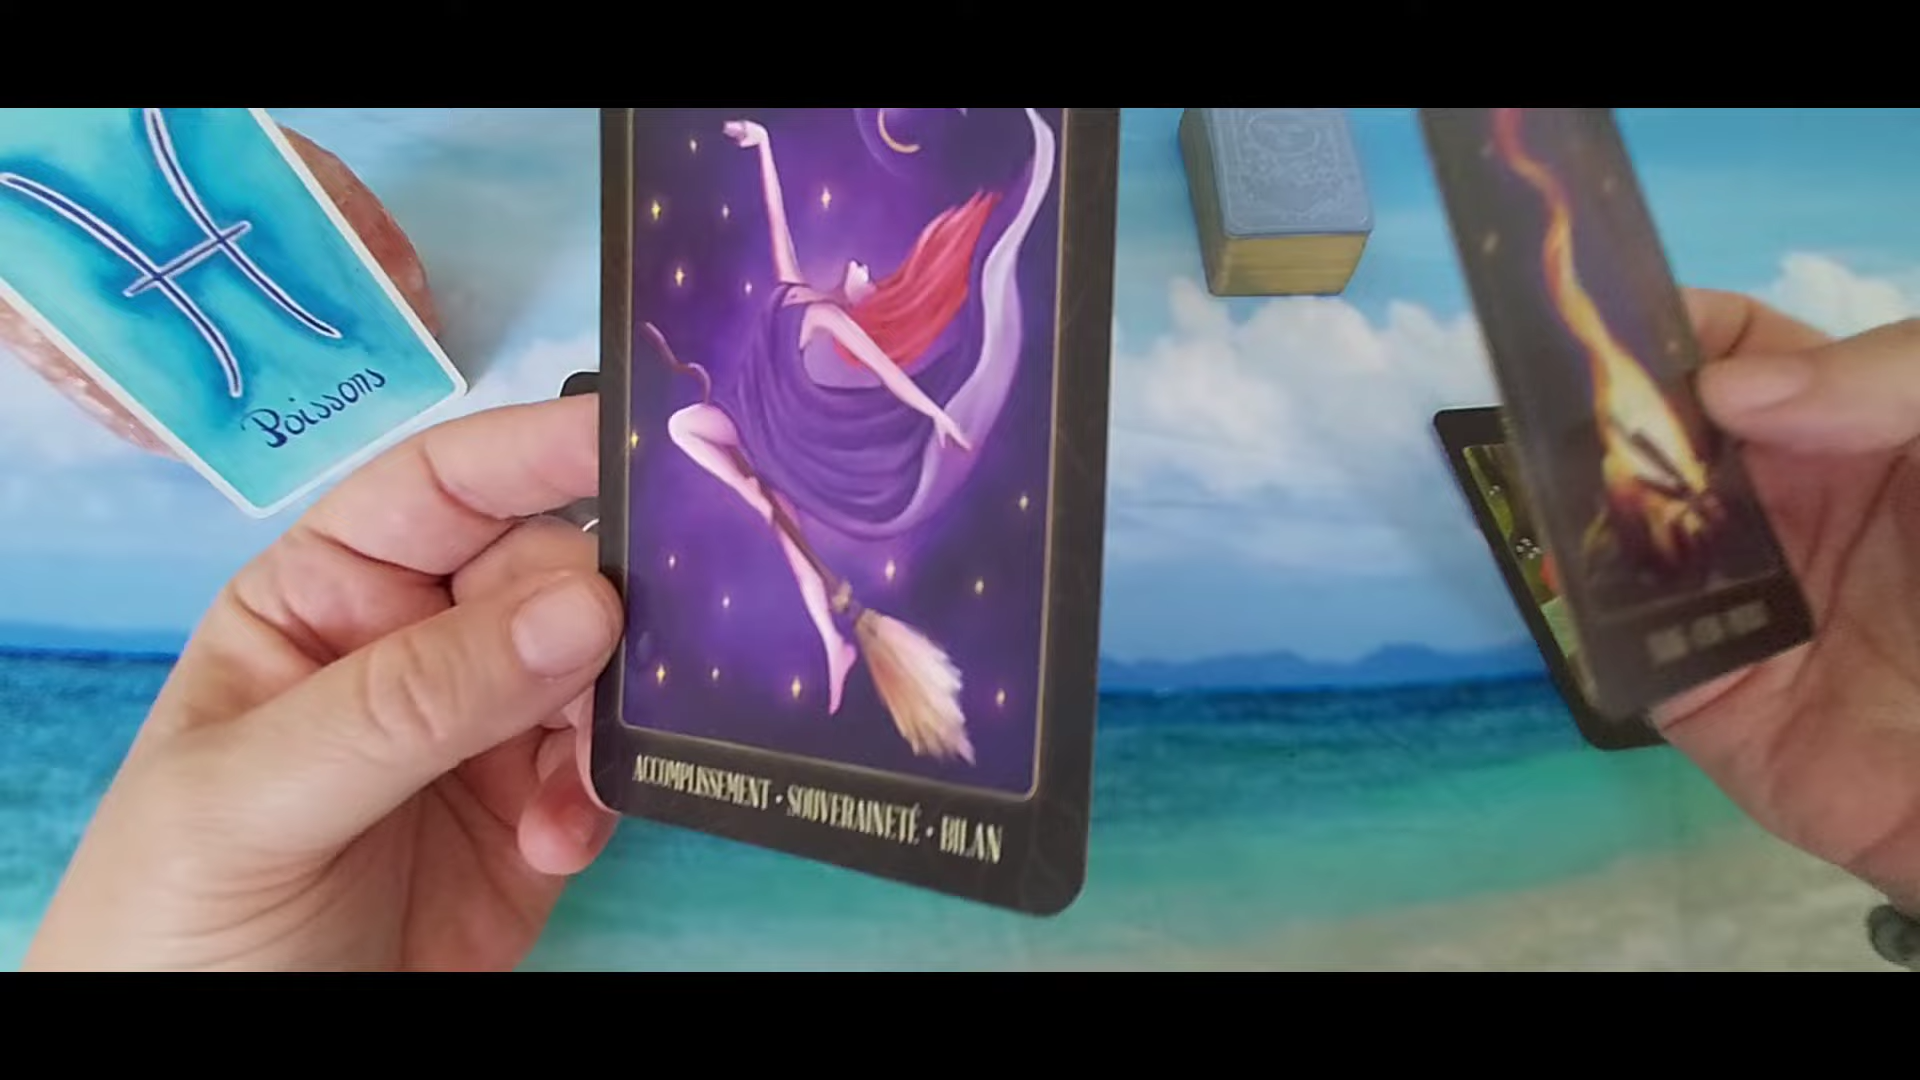 Poissons
ACCOMPLISSEMENT • SOUVERAINETÉ • BILAN